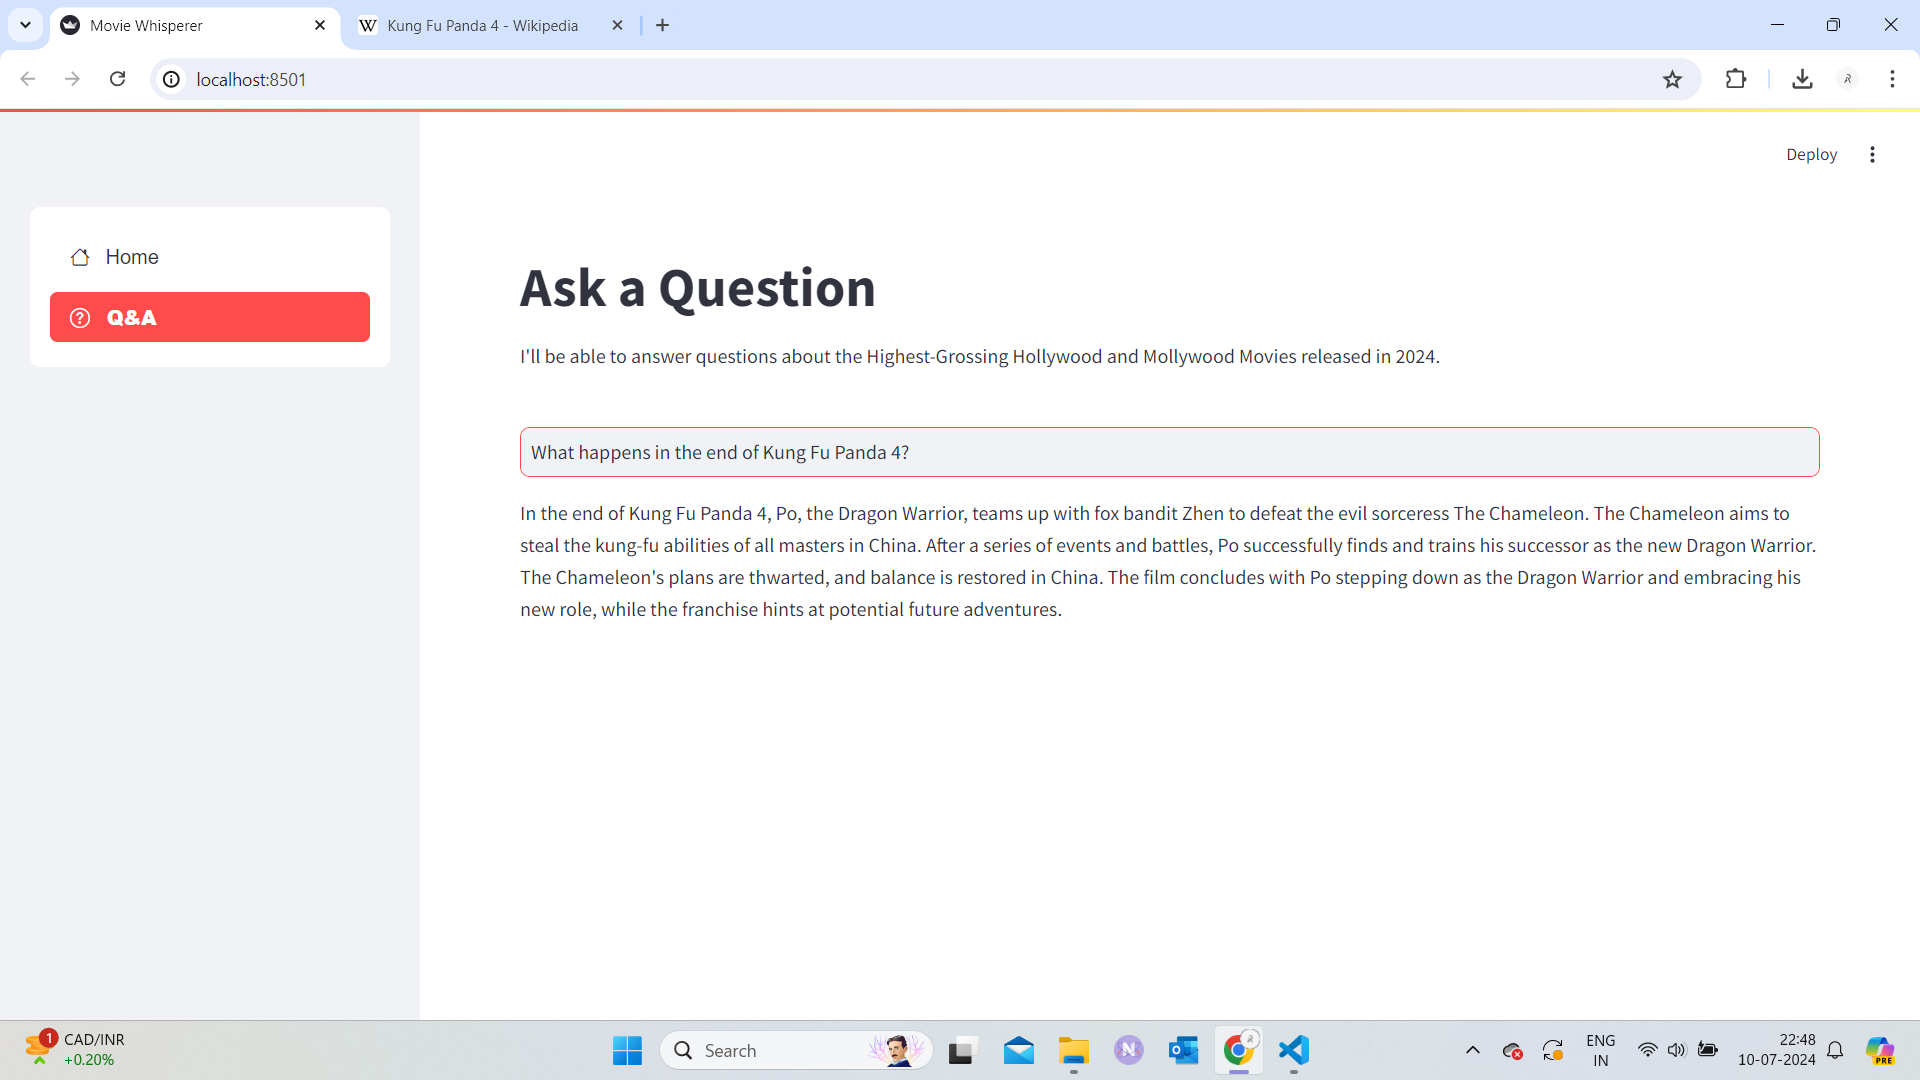 Movie Whisperer
Kung Fu Panda 4 - Wikipedia
localhost:8501
Deploy
Home
Q&A
Ask a Question
I'll be able to answer questions about the Highest-Grossing Hollywood and Mollywood Movies released in 2024.
What happens in the end of Kung Fu Panda 4?
In the end of Kung Fu Panda 4, Po, the Dragon Warrior, teams up with fox bandit Zhen to defeat the evil sorceress The Chameleon. The Chameleon aims to
steal the kung-fu abilities of all masters in China. After a series of events and battles, Po successfully finds and trains his successor as the new Dragon Warrior.
The Chameleon's plans are thwarted, and balance is restored in China. The film concludes with Po stepping down as the Dragon Warrior and embracing his
new role, while the franchise hints at potential future adventures.
1
CAD/INR
+0.20%
Search
N
ENG
IN
22:48
10-07-2024
PRE